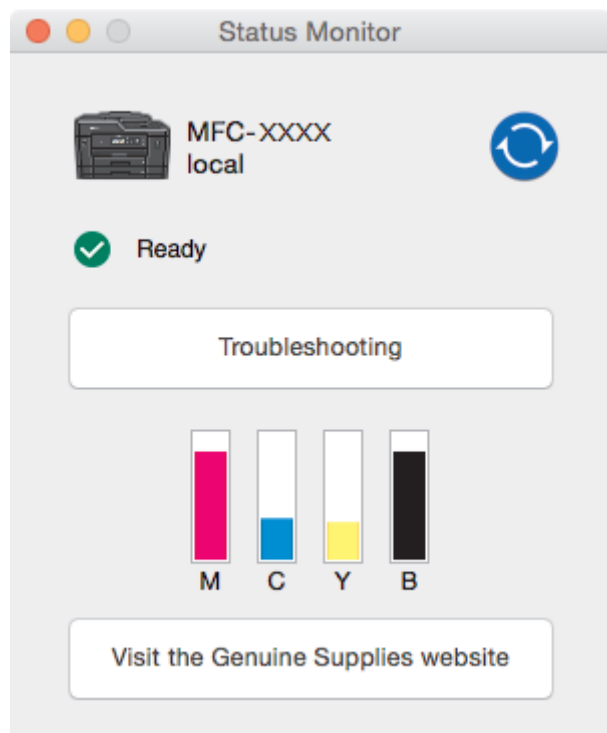 Status Monitor
MFC-XXXX
local
Ready
Troubleshooting
M C Y B
Visit the Genuine Supplies website